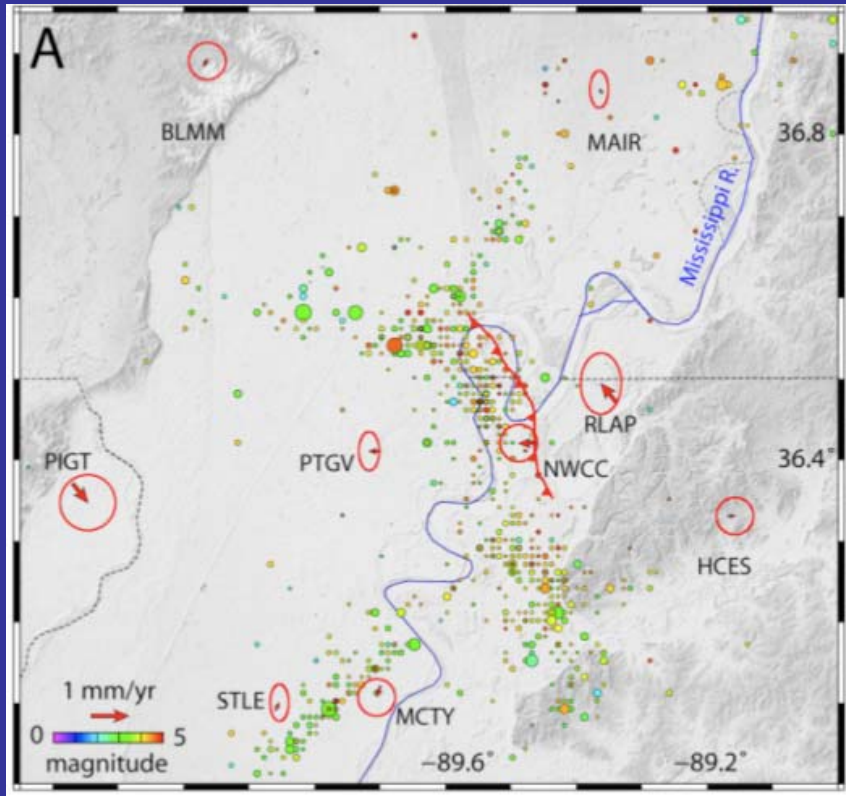 A
BLMM
MAIR
36.8
Mississippi R.
RLAP
PIGT
PTGV
NWCC
36.4°
HCES
1 mm/yr
STLE
MCTY
0
5
magnitude
−89.6°
−89.2°